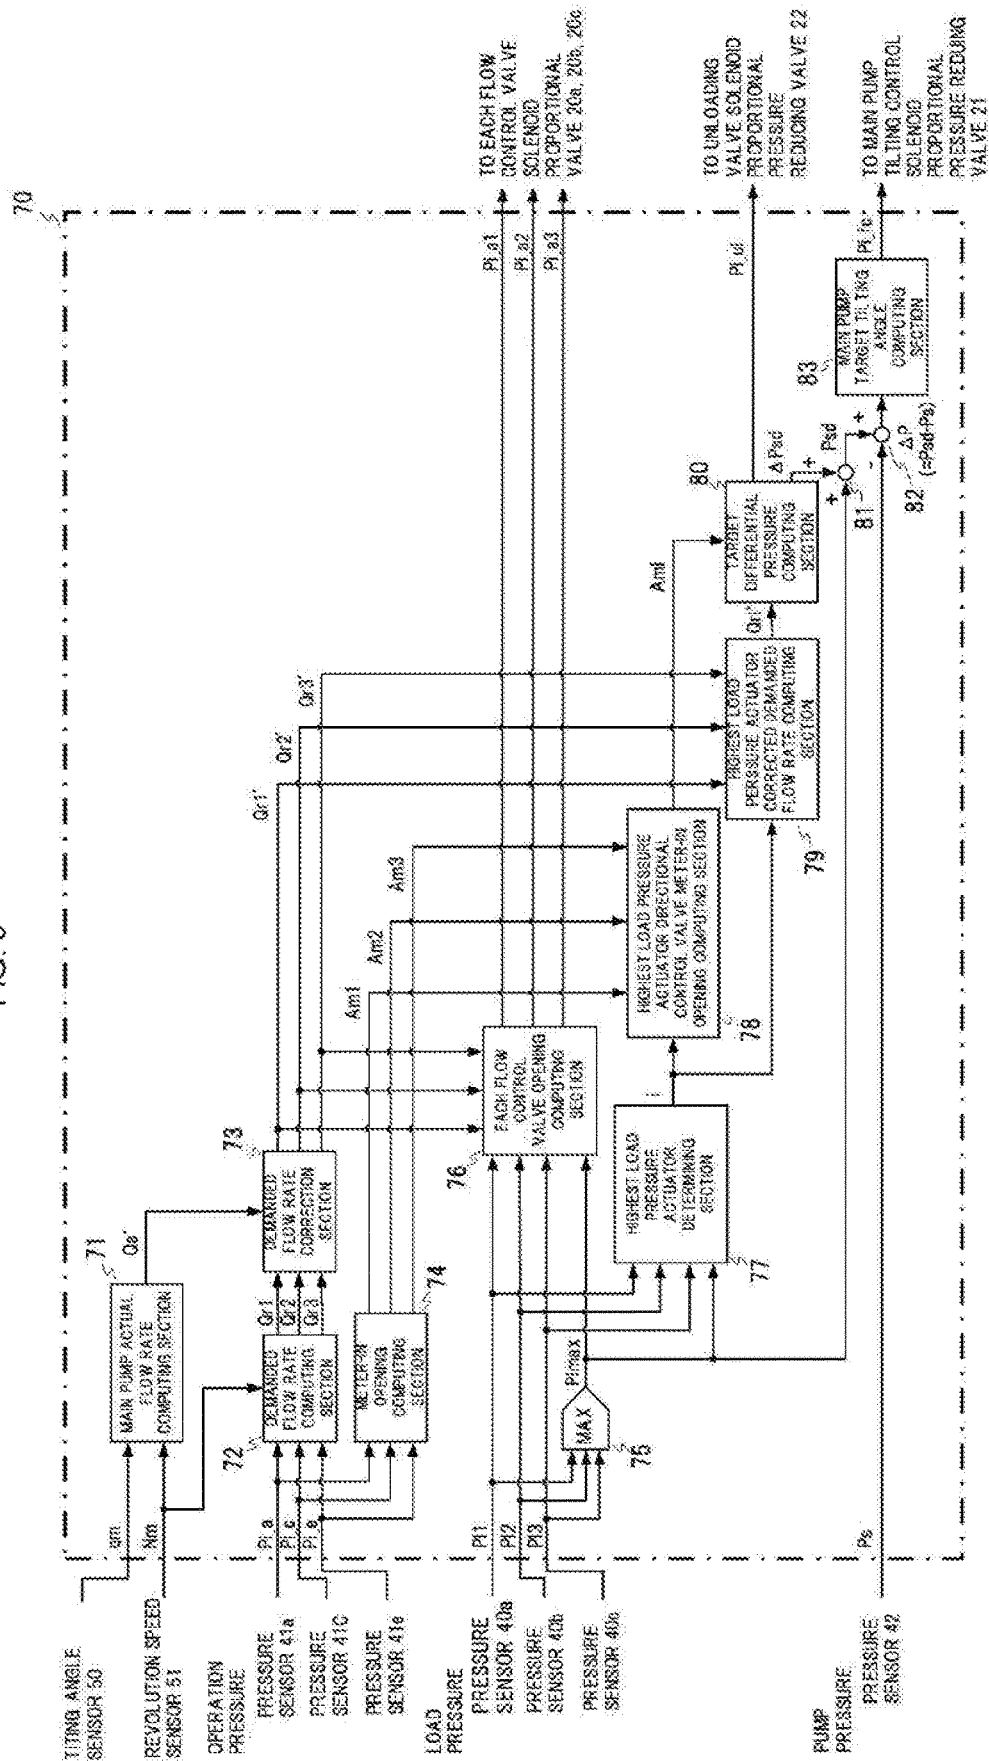 70
TITING ANGLE
SENSOR 50
REVOLUTION SPEED
SENSOR 51
OPERATION
PRESSURE
PRESSURE
SENSOR 41a
PRESSURE
SENSOR 41C
PRESSURE
SENSOR 41e
LOAD
PRESSURE
PRESSURE
SENSOR 40a
PRESSURE
SENSOR 40b
PRESSURE
SENSOR 40c
PUMP
PRESSURE
PRESSURE
SENSOR 42
qm
Nm
Pi_a
Pi_c
Pi_e
Pl1
Pl2
Pl3
Ps
MAIN PUMP ACTUAL
FLOW RATE
COMPUTING SECTION
71
Qa'
DEMANDED
FLOW RATE
COMPUTING
SECTION
72
Qr1
Qr2
Qr3
DEMANDED
FLOW RATE
CORRECTION
SECTION
73
Qr1'
Qr2'
Qr3'
METER-IN
OPENING
COMPUTING
SECTION
74
Am1
Am2
Am3
MAX
75
Plmax
EACH FLOW
CONTROL
VALVE OPENING
COMPUTING
SECTION
76
HIGHEST LOAD
PRESSURE
ACTUATOR
DETERMINING
SECTION
77
i
HIGHEST LOAD PRESSURE
ACTUATOR DIRECTIONAL
CONTROL VALVE METER-IN
OPENING COMPUTING SECTION
78
Ami
HIGHEST LOAD
PERSSURE ACTUATOR
CORRECTED DEMANDED
FLOW RATE COMPUTING
SECTION
79
Qri'
TARGET
DIFFERENTIAL
PRESSURE
COMPUTING
SECTION
80
ΔPsd
+
+
81
Psd
+
-
82
ΔP
(=Psd-Ps)
MAIN PUMP
TARGET TILTING
ANGLE
COMPUTING
SECTION
83
Pi_a1
Pi_a2
Pi_a3
Pi_ul
Pi_fp
TO EACH FLOW
CONTROL VALVE
SOLENOID
PROPORTIONAL
VALVE 20a, 20b, 20c
TO UNLOADING
VALVE SOLENOID
PROPORTIONAL
PRESSURE
REDUCING VALVE 22
TO MAIN PUMP
TILTING CONTROL
SOLENOID
PROPORTIONAL
PRESSURE REDUING
VALVE 21